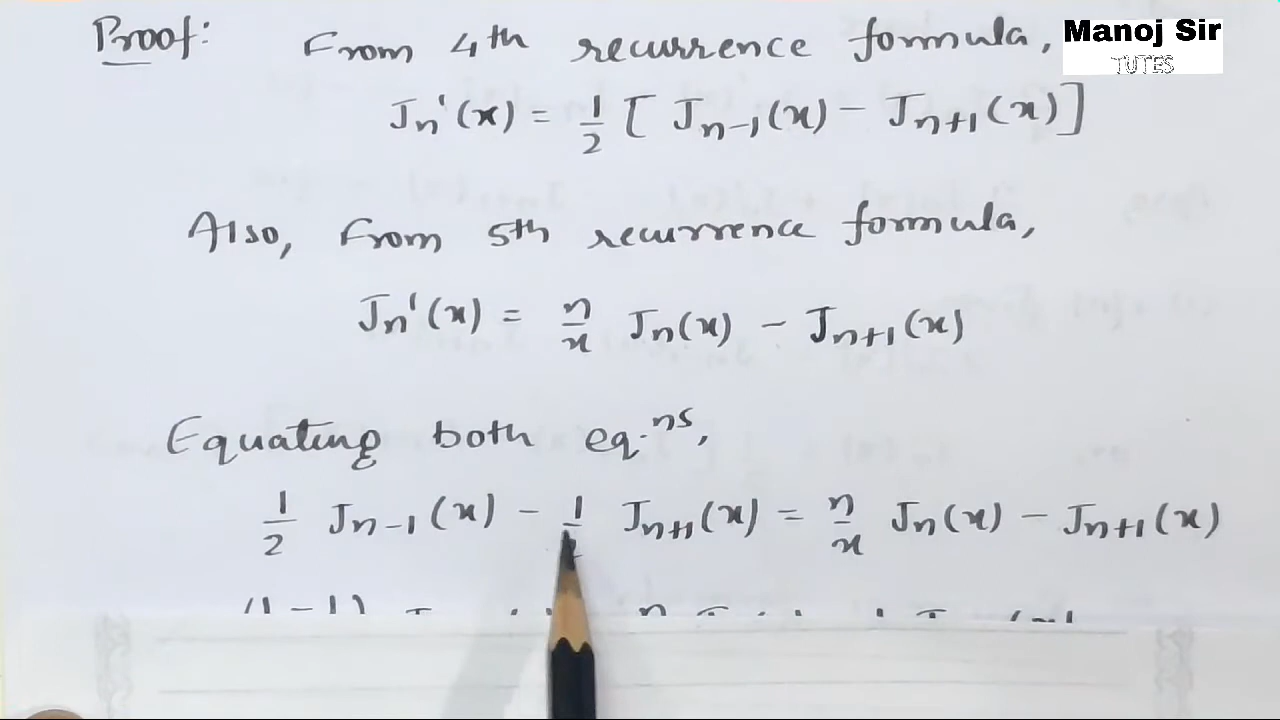 Proof: From 4th recurrence formula,
Manoj Sir
TUTES
Jn'(x) = 1/2 [ Jn-1(x) - Jn+1(x) ]
Also, From 5th recurrence formula,
Jn'(x) = n/x Jn(x) - Jn+1(x)
Equating both eq.ns,
1/2 Jn-1(x) - 1/2 Jn+1(x) = n/x Jn(x) - Jn+1(x)